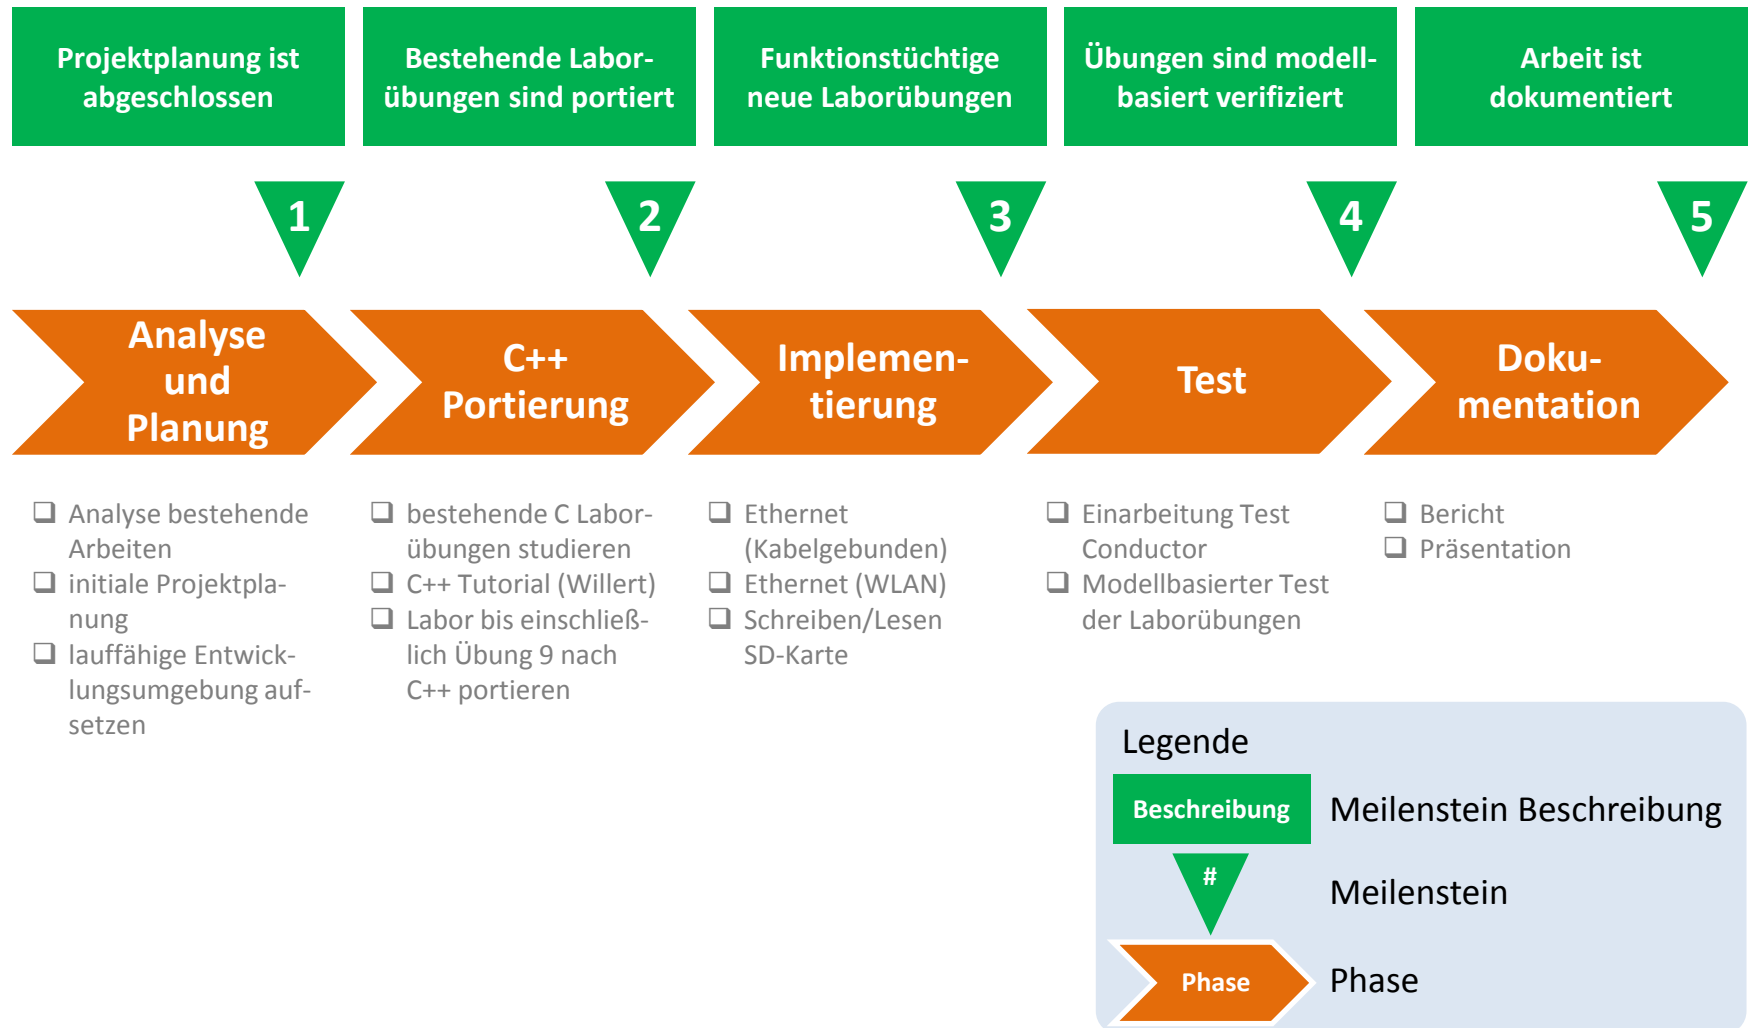 Projektplanung ist
abgeschlossen
Bestehende Labor-
übungen sind portiert
Funktionstüchtige
neue Laborübungen
Übungen sind modell-
basiert verifiziert
Arbeit ist
dokumentiert
1
2
3
4
5
Analyse
und
Planung
C++
Portierung
Implemen-
tierung
Test
Doku-
mentation
❑ Analyse bestehende
Arbeiten
❑ initiale Projektpla-
nung
❑ lauffähige Entwick-
lungsumgebung auf-
setzen
❑ bestehende C Labor-
übungen studieren
❑ C++ Tutorial (Willert)
❑ Labor bis einschließ-
lich Übung 9 nach
C++ portieren
❑ Ethernet
(Kabelgebunden)
❑ Ethernet (WLAN)
❑ Schreiben/Lesen
SD-Karte
❑ Einarbeitung Test
Conductor
❑ Modellbasierter Test
der Laborübungen
❑ Bericht
❑ Präsentation
Legende
Beschreibung
Meilenstein Beschreibung
#
Meilenstein
Phase
Phase